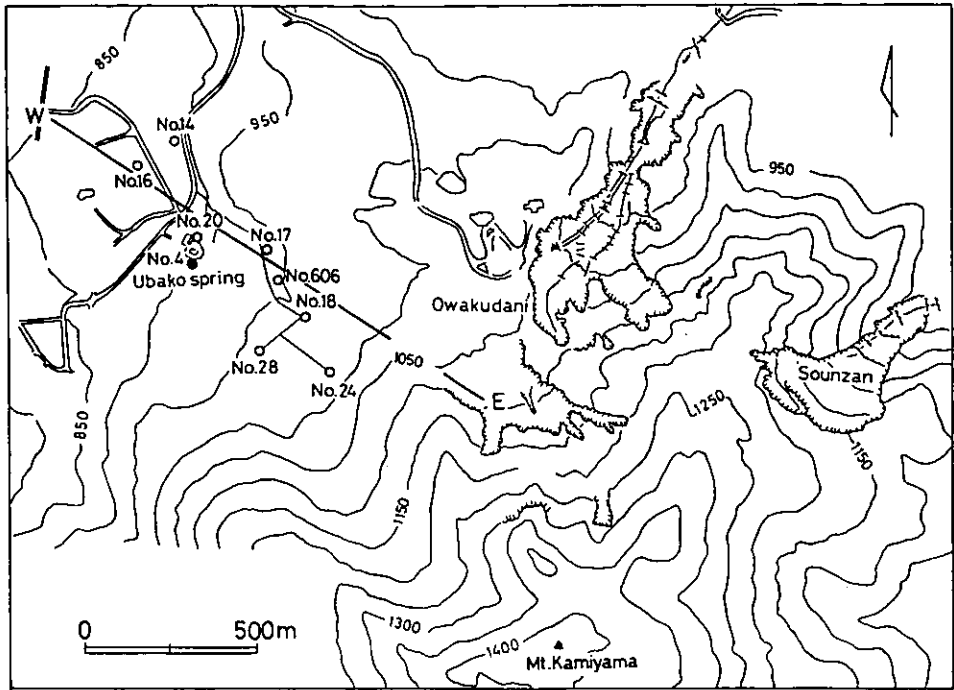 850
W
No.14
950
No.16
950
No.20
No.17
No.4
Ubako spring
No.606
No.18
Owakudani
1050
No.28
No.24
Sounzan
E
1250
850
1150
1150
1300
0 500m
1400
Mt.Kamiyama